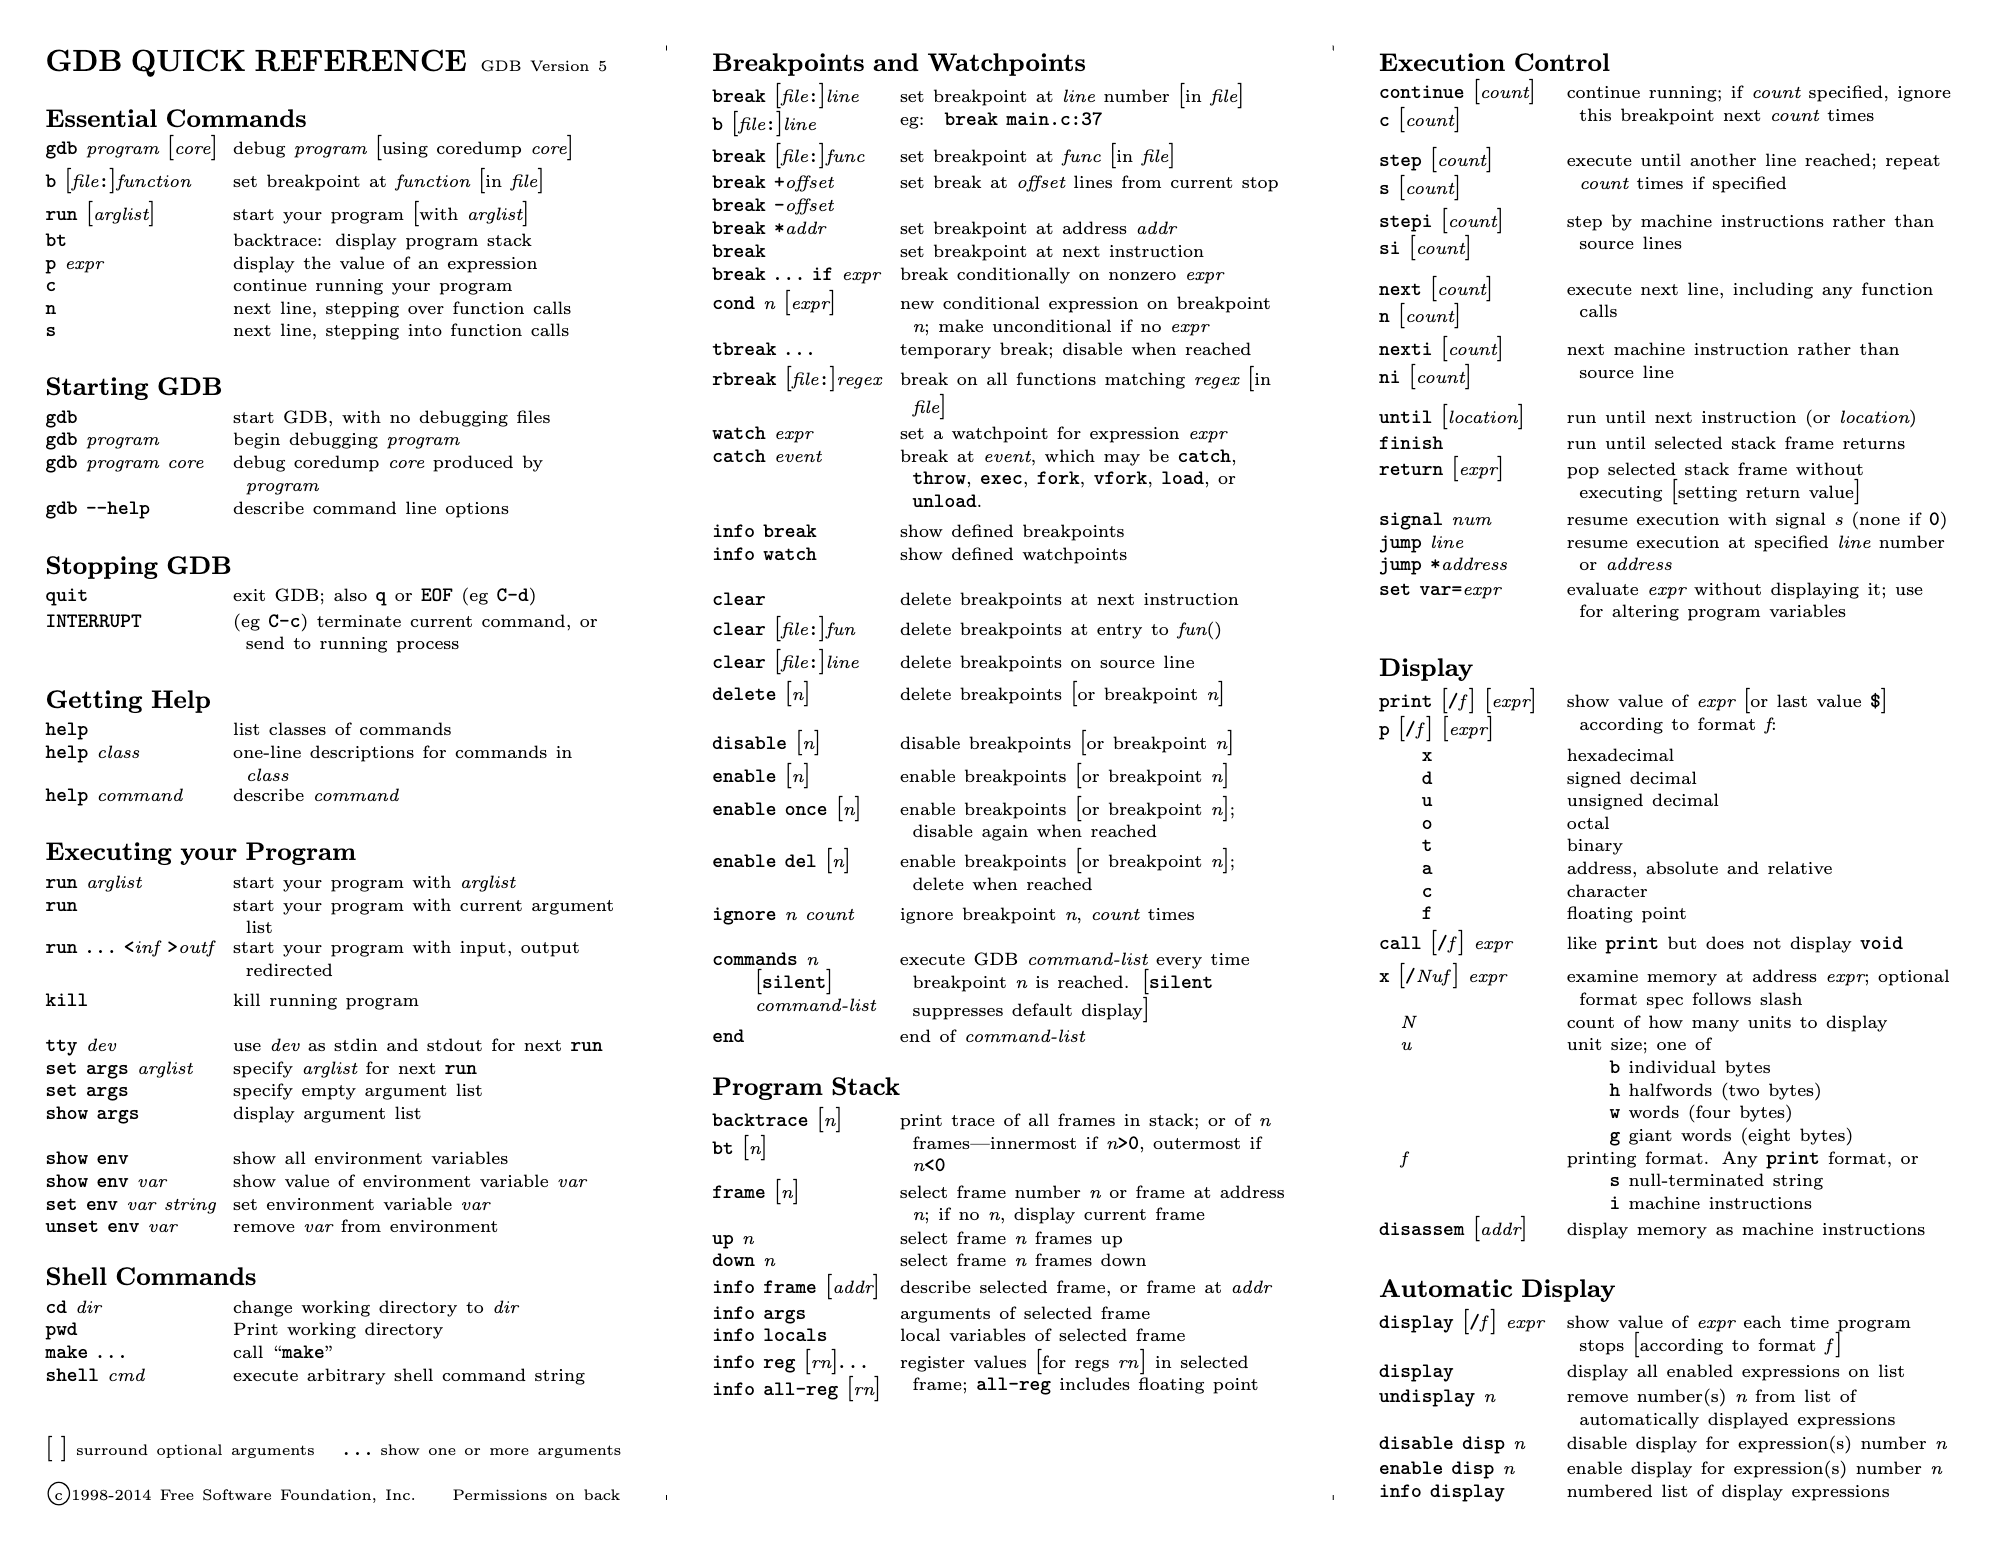 GDB QUICK REFERENCE GDB Version 5
Essential Commands
gdb program [core] debug program [using coredump core]
b [file:]function set breakpoint at function [in file]
run [arglist] start your program [with arglist]
bt backtrace: display program stack
p expr display the value of an expression
c continue running your program
n next line, stepping over function calls
s next line, stepping into function calls
Starting GDB
gdb start GDB, with no debugging files
gdb program begin debugging program
gdb program core debug coredump core produced by
program
gdb --help describe command line options
Stopping GDB
quit exit GDB; also q or EOF (eg C-d)
INTERRUPT (eg C-c) terminate current command, or
send to running process
Getting Help
help list classes of commands
help class one-line descriptions for commands in
class
help command describe command
Executing your Program
run arglist start your program with arglist
run start your program with current argument
list
run ... <inf >outf start your program with input, output
redirected
kill kill running program
tty dev use dev as stdin and stdout for next run
set args arglist specify arglist for next run
set args specify empty argument list
show args display argument list
show env show all environment variables
show env var show value of environment variable var
set env var string set environment variable var
unset env var remove var from environment
Shell Commands
cd dir change working directory to dir
pwd Print working directory
make ... call “make”
shell cmd execute arbitrary shell command string
[ ] surround optional arguments ... show one or more arguments
©1998-2014 Free Software Foundation, Inc. Permissions on back
Breakpoints and Watchpoints
break [file:]line set breakpoint at line number [in file]
b [file:]line eg: break main.c:37
break [file:]func set breakpoint at func [in file]
break +offset set break at offset lines from current stop
break -offset
break *addr set breakpoint at address addr
break set breakpoint at next instruction
break ... if expr break conditionally on nonzero expr
cond n [expr] new conditional expression on breakpoint
n; make unconditional if no expr
tbreak ... temporary break; disable when reached
rbreak [file:]regex break on all functions matching regex [in
file]
watch expr set a watchpoint for expression expr
catch event break at event, which may be catch,
throw, exec, fork, vfork, load, or
unload.
info break show defined breakpoints
info watch show defined watchpoints
clear delete breakpoints at next instruction
clear [file:]fun delete breakpoints at entry to fun()
clear [file:]line delete breakpoints on source line
delete [n] delete breakpoints [or breakpoint n]
disable [n] disable breakpoints [or breakpoint n]
enable [n] enable breakpoints [or breakpoint n]
enable once [n] enable breakpoints [or breakpoint n];
disable again when reached
enable del [n] enable breakpoints [or breakpoint n];
delete when reached
ignore n count ignore breakpoint n, count times
commands n execute GDB command-list every time
[silent] breakpoint n is reached. [silent
command-list suppresses default display]
end end of command-list
Program Stack
backtrace [n] print trace of all frames in stack; or of n
bt [n] frames—innermost if n>0, outermost if
n<0
frame [n] select frame number n or frame at address
n; if no n, display current frame
up n select frame n frames up
down n select frame n frames down
info frame [addr] describe selected frame, or frame at addr
info args arguments of selected frame
info locals local variables of selected frame
info reg [rn]... register values [for regs rn] in selected
info all-reg [rn] frame; all-reg includes floating point
Execution Control
continue [count] continue running; if count specified, ignore
c [count] this breakpoint next count times
step [count] execute until another line reached; repeat
s [count] count times if specified
stepi [count] step by machine instructions rather than
si [count] source lines
next [count] execute next line, including any function
n [count] calls
nexti [count] next machine instruction rather than
ni [count] source line
until [location] run until next instruction (or location)
finish run until selected stack frame returns
return [expr] pop selected stack frame without
executing [setting return value]
signal num resume execution with signal s (none if 0)
jump line resume execution at specified line number
jump *address or address
set var=expr evaluate expr without displaying it; use
for altering program variables
Display
print [/f] [expr] show value of expr [or last value $]
p [/f] [expr] according to format f:
x hexadecimal
d signed decimal
u unsigned decimal
o octal
t binary
a address, absolute and relative
c character
f floating point
call [/f] expr like print but does not display void
x [/Nuf] expr examine memory at address expr; optional
format spec follows slash
N count of how many units to display
u unit size; one of
b individual bytes
h halfwords (two bytes)
w words (four bytes)
g giant words (eight bytes)
f printing format. Any print format, or
s null-terminated string
i machine instructions
disassem [addr] display memory as machine instructions
Automatic Display
display [/f] expr show value of expr each time program
stops [according to format f]
display display all enabled expressions on list
undisplay n remove number(s) n from list of
automatically displayed expressions
disable disp n disable display for expression(s) number n
enable disp n enable display for expression(s) number n
info display numbered list of display expressions